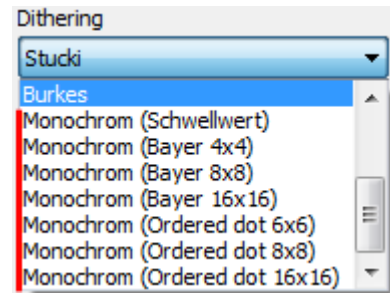 Dithering
Stucki
Burkes
Monochrom (Schwellwert)
Monochrom (Bayer 4x4)
Monochrom (Bayer 8x8)
Monochrom (Bayer 16x16)
Monochrom (Ordered dot 6x6)
Monochrom (Ordered dot 8x8)
Monochrom (Ordered dot 16x16)